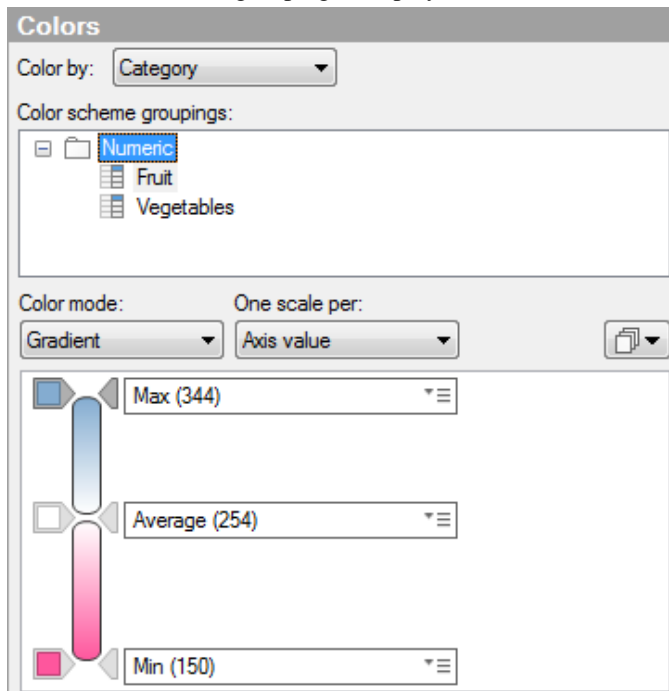 Colors
Color by: Category
Color scheme groupings:
Numeric
Fruit
Vegetables
Color mode: One scale per:
Gradient Axis value
Max (344)
Average (254)
Min (150)